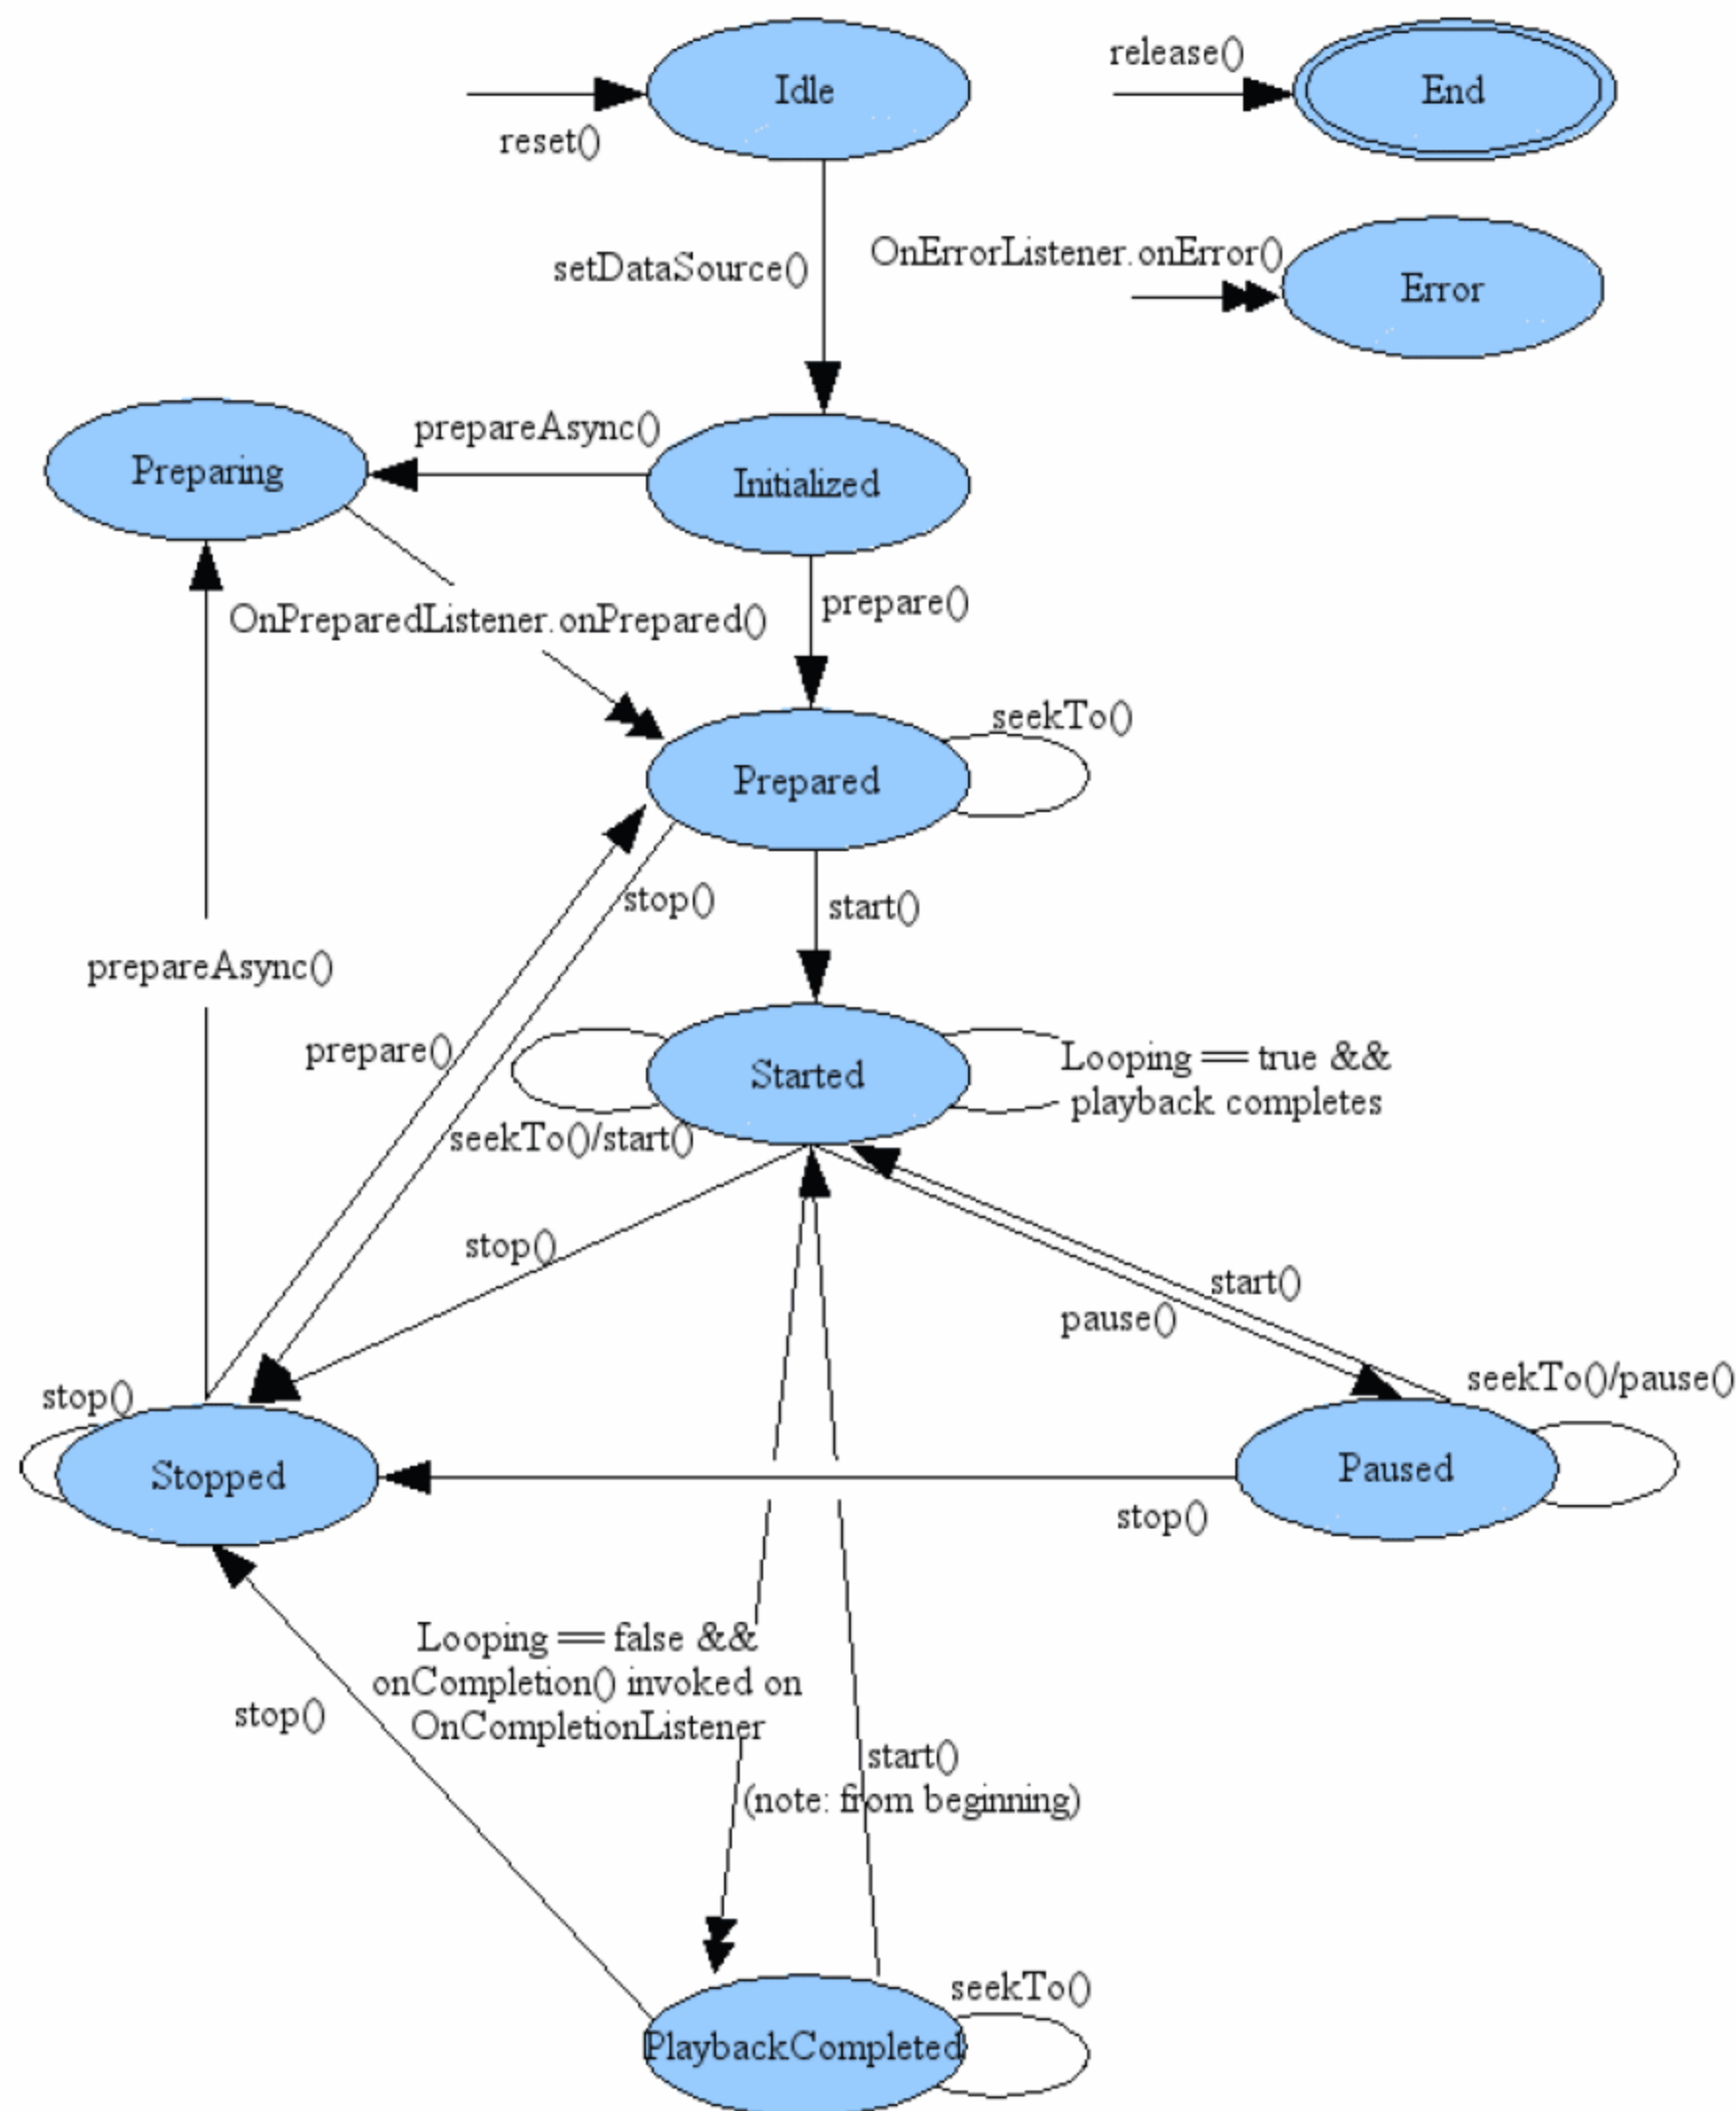 Idle
release()
End
reset()
OnErrorListener.onError()
setDataSource()
Error
prepareAsync()
Preparing
Initialized
prepare()
OnPreparedListener.onPrepared()
seekTo()
Prepared
stop()
start()
prepareAsync()
prepare()
Started
Looping == true &&
playback completes
seekTo()/start()
stop()
start()
pause()
seekTo()/pause()
stop()
Stopped
Paused
stop()
Looping == false &&
onCompletion() invoked on
OnCompletionListener
stop()
start()
(note: from beginning)
seekTo()
PlaybackCompleted